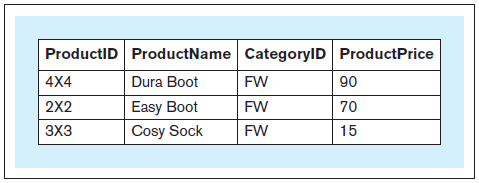 ProductID ProductName CategoryID ProductPrice
4X4 Dura Boot FW 90
2X2 Easy Boot FW 70
3X3 Cosy Sock FW 15